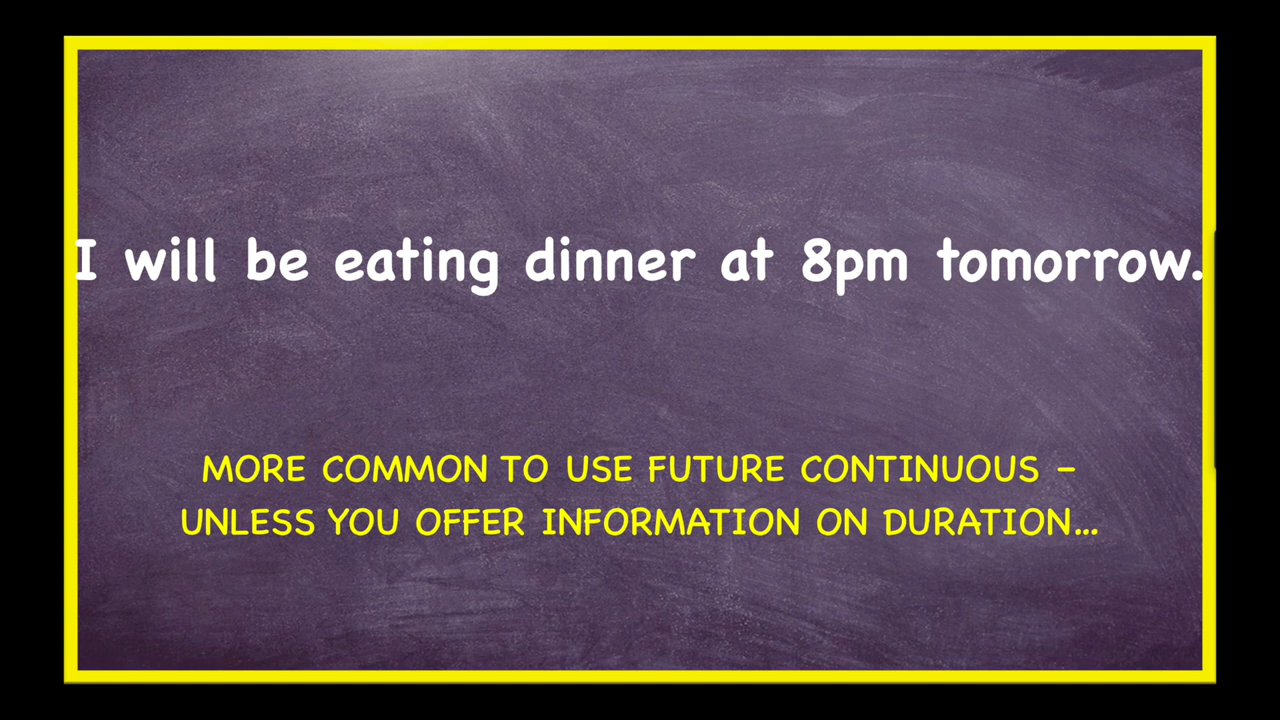 I will be eating dinner at 8pm tomorrow.
MORE COMMON TO USE FUTURE CONTINUOUS –
UNLESS YOU OFFER INFORMATION ON DURATION...